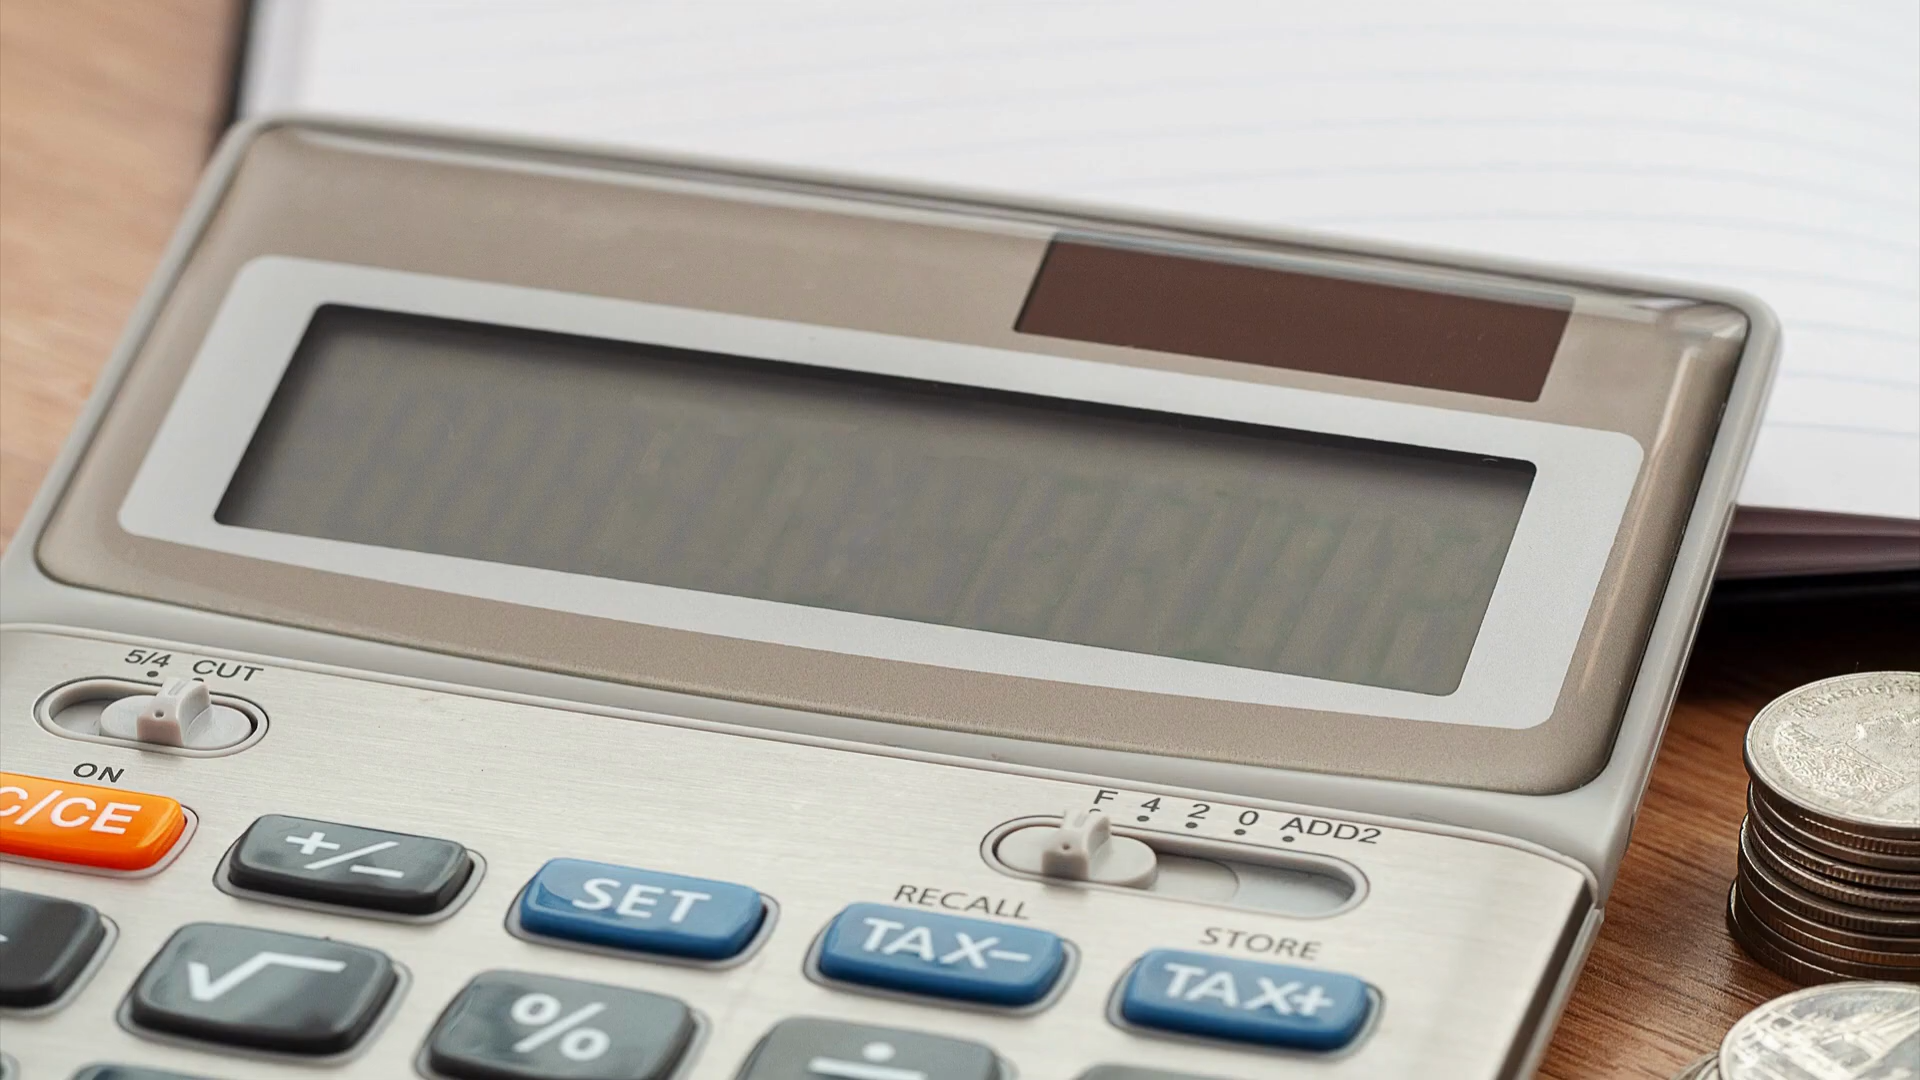 5/4 CUT
ON
C/CE
+/-
F 4 2 0 ADD2
SET
RECALL
TAX-
STORE
TAX+
√
%
÷